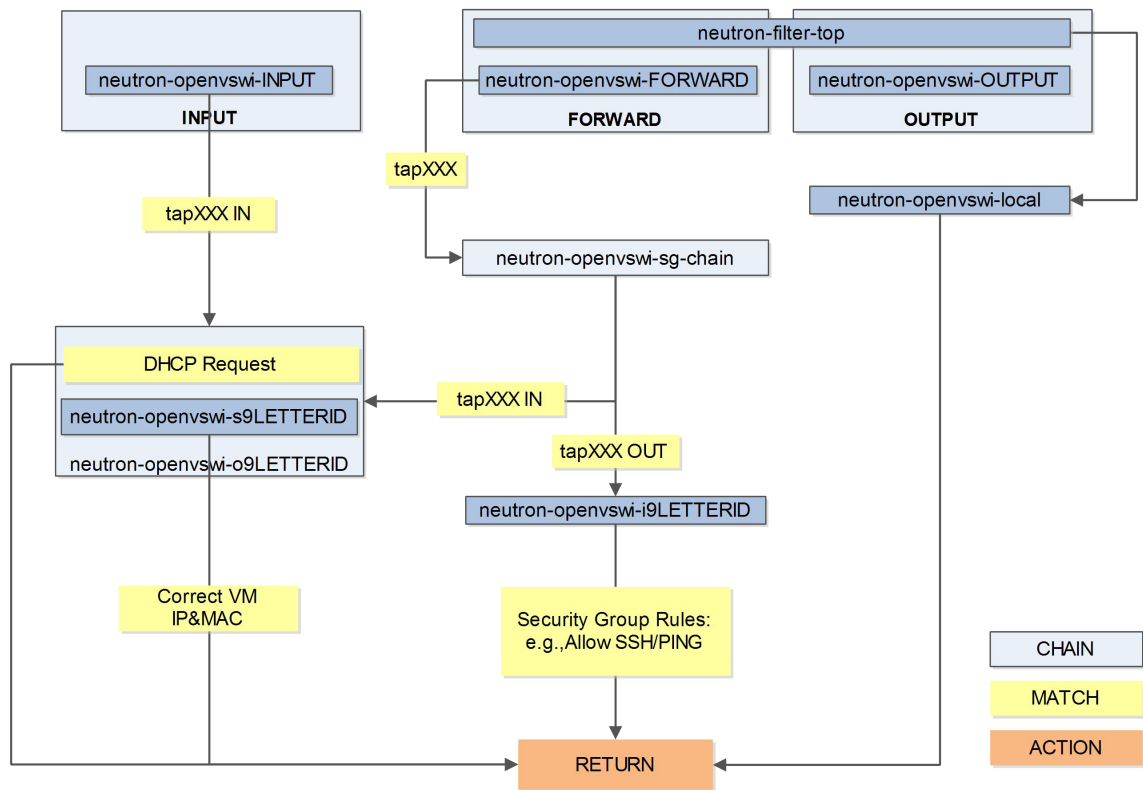 neutron-filter-top
neutron-openvswi-INPUT
neutron-openvswi-FORWARD
neutron-openvswi-OUTPUT
INPUT
FORWARD
OUTPUT
tapXXX
tapXXX IN
neutron-openvswi-local
neutron-openvswi-sg-chain
DHCP Request
tapXXX IN
neutron-openvswi-s9LETTERID
tapXXX OUT
neutron-openvswi-o9LETTERID
neutron-openvswi-i9LETTERID
Correct VM
IP&MAC
Security Group Rules:
e.g.,Allow SSH/PING
CHAIN
MATCH
ACTION
RETURN